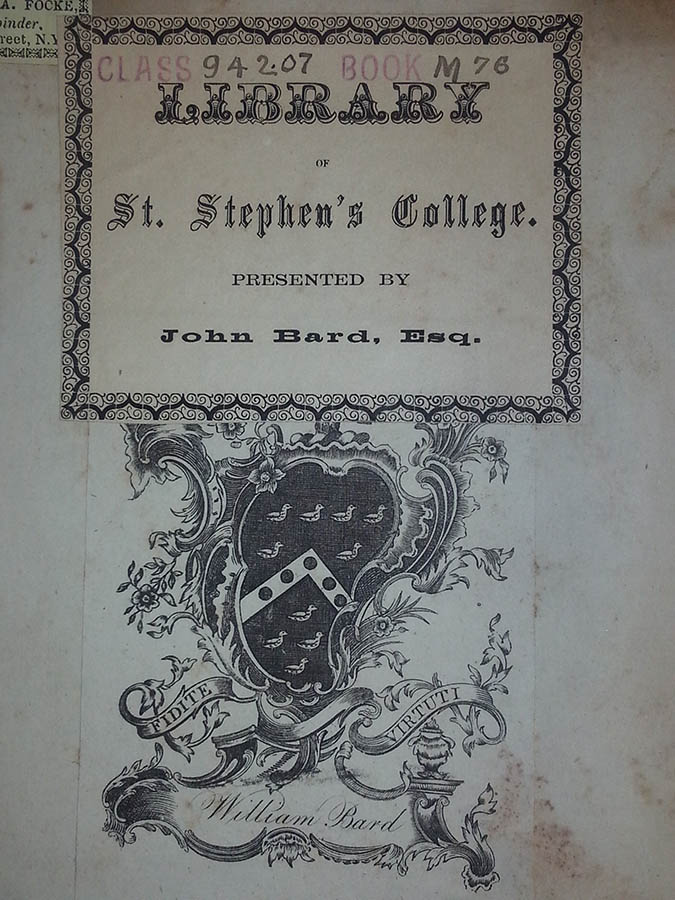 A. FOCKE,
binder,
reet, N.Y
CLASS 942.07 BOOK M76
LIBRARY
OF
St. Stephen's College.
PRESENTED BY
John Bard, Esq.
FIDITE VIRTUTI
William Bard